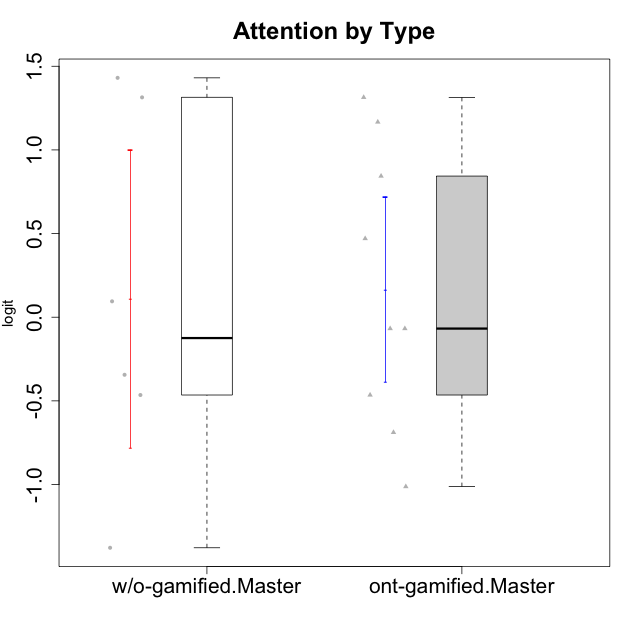 Attention by Type
logit
1.5
1.0
0.5
0.0
-0.5
-1.0
w/o-gamified.Master
ont-gamified.Master